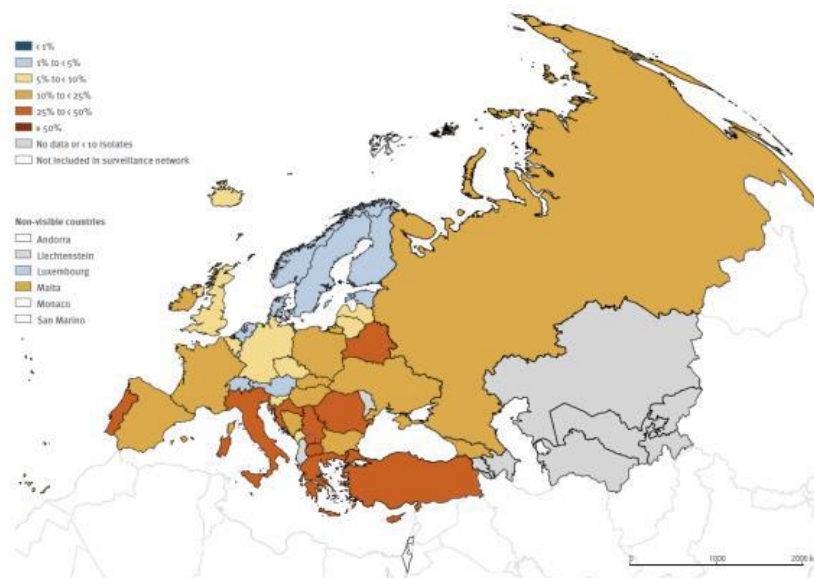 < 1%
1% to < 5%
5% to < 10%
10% to < 25%
25% to < 50%
≥ 50%
No data or < 10 isolates
Not included in surveillance network
Non-visible countries
Andorra
Liechtenstein
Luxembourg
Malta
Monaco
San Marino
0 1000 2000 k